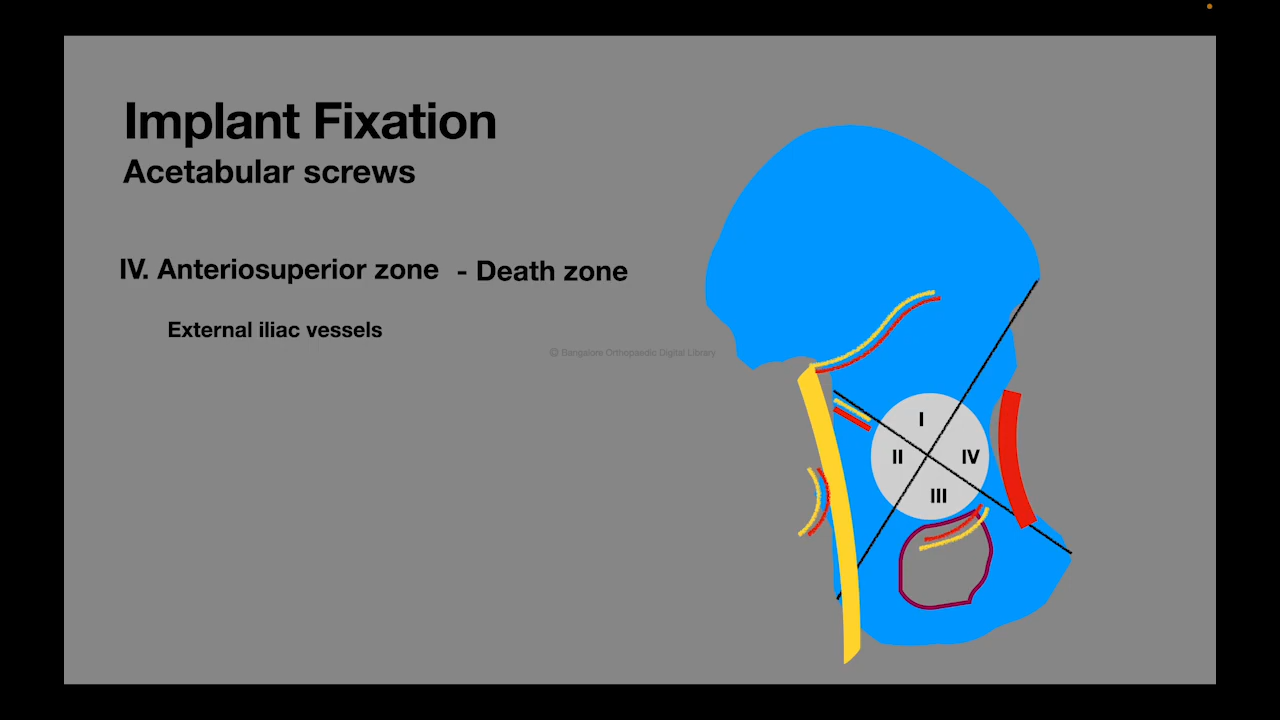 Implant Fixation
Acetabular screws
IV. Anteriosuperior zone - Death zone
External iliac vessels
© Bangalore Orthopaedic Digital Library
I
II
IV
III